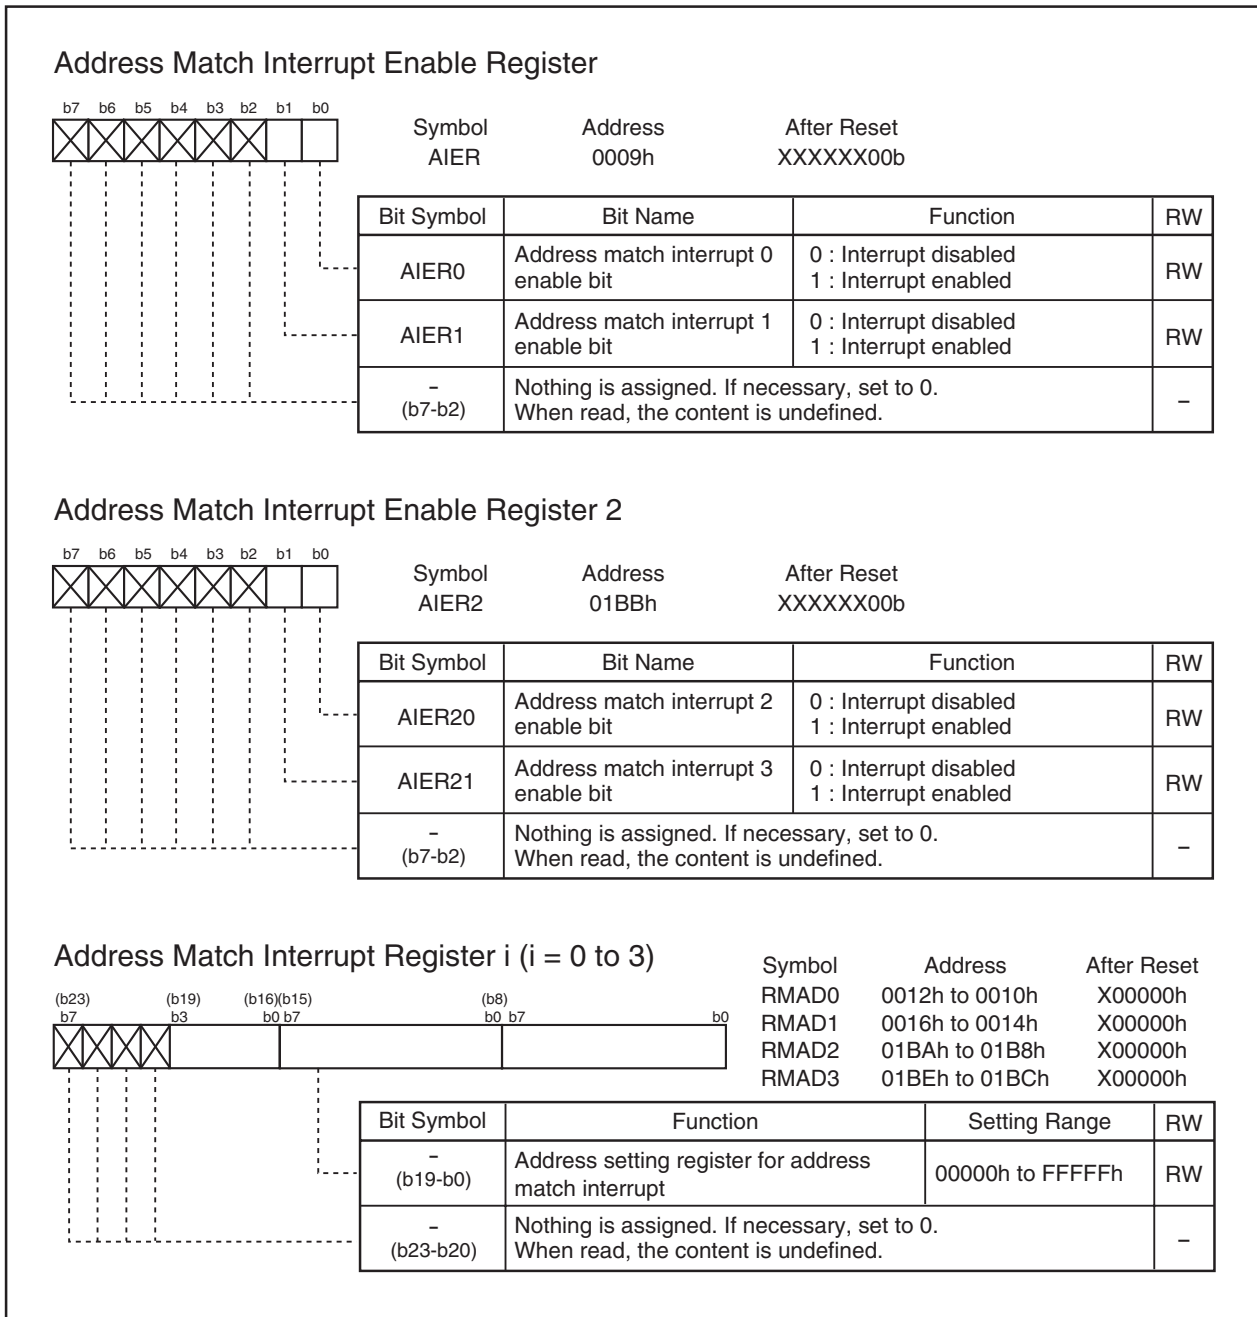 Address Match Interrupt Enable Register
b7 b6 b5 b4 b3 b2 b1 b0
Symbol Address After Reset
AIER 0009h XXXXXX00b
Bit Symbol Bit Name Function RW
AIER0 Address match interrupt 0 enable bit 0 : Interrupt disabled 1 : Interrupt enabled RW
AIER1 Address match interrupt 1 enable bit 0 : Interrupt disabled 1 : Interrupt enabled RW
– (b7-b2) Nothing is assigned. If necessary, set to 0. When read, the content is undefined. –
Address Match Interrupt Enable Register 2
b7 b6 b5 b4 b3 b2 b1 b0
Symbol Address After Reset
AIER2 01BBh XXXXXX00b
Bit Symbol Bit Name Function RW
AIER20 Address match interrupt 2 enable bit 0 : Interrupt disabled 1 : Interrupt enabled RW
AIER21 Address match interrupt 3 enable bit 0 : Interrupt disabled 1 : Interrupt enabled RW
– (b7-b2) Nothing is assigned. If necessary, set to 0. When read, the content is undefined. –
Address Match Interrupt Register i (i = 0 to 3)
(b23) (b19) (b16)(b15) (b8)
b7 b3 b0 b7 b0 b7 b0
Symbol Address After Reset
RMAD0 0012h to 0010h X00000h
RMAD1 0016h to 0014h X00000h
RMAD2 01BAh to 01B8h X00000h
RMAD3 01BEh to 01BCh X00000h
Bit Symbol Function Setting Range RW
– (b19-b0) Address setting register for address match interrupt 00000h to FFFFFh RW
– (b23-b20) Nothing is assigned. If necessary, set to 0. When read, the content is undefined. –